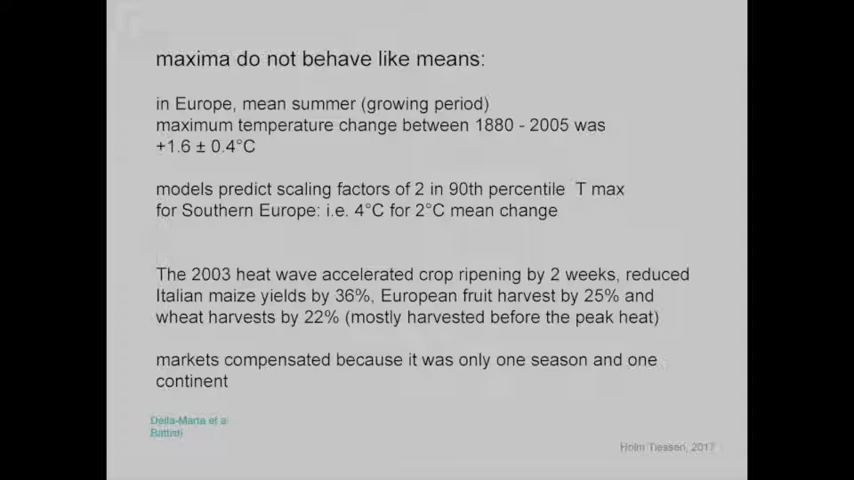 maxima do not behave like means:
in Europe, mean summer (growing period)
maximum temperature change between 1880 - 2005 was
+1.6 ± 0.4°C
models predict scaling factors of 2 in 90th percentile T max
for Southern Europe: i.e. 4°C for 2°C mean change
The 2003 heat wave accelerated crop ripening by 2 weeks, reduced
Italian maize yields by 36%, European fruit harvest by 25% and
wheat harvests by 22% (mostly harvested before the peak heat)
markets compensated because it was only one season and one
continent
Della-Marta et a
Battisti
Holm Tiessen, 2017